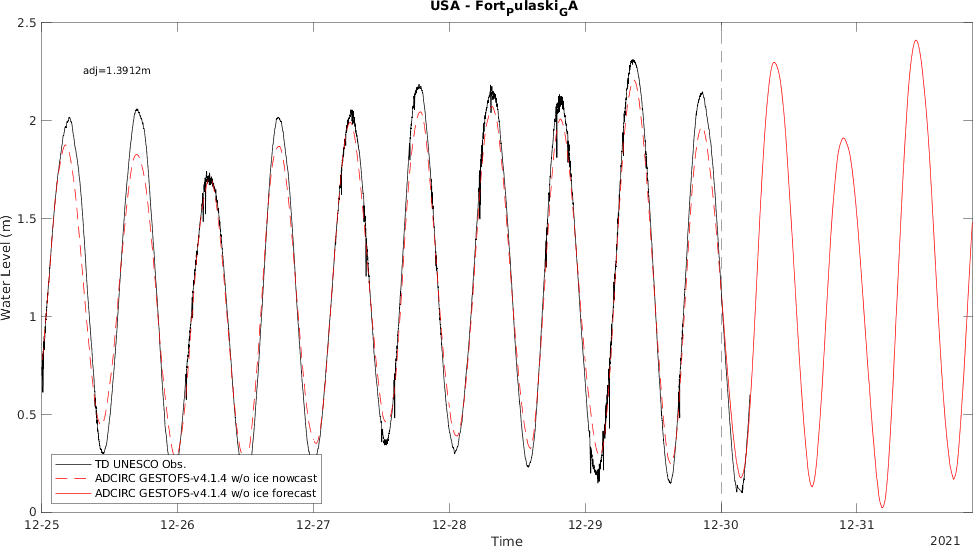 USA - FortPulaskiGA
2.5
adj=1.3912m
2
1.5
Water Level (m)
1
0.5
TD UNESCO Obs.
ADCIRC GESTOFS-v4.1.4 w/o ice nowcast
ADCIRC GESTOFS-v4.1.4 w/o ice forecast
0
12-25 12-26 12-27 12-28 12-29 12-30 12-31
Time
2021